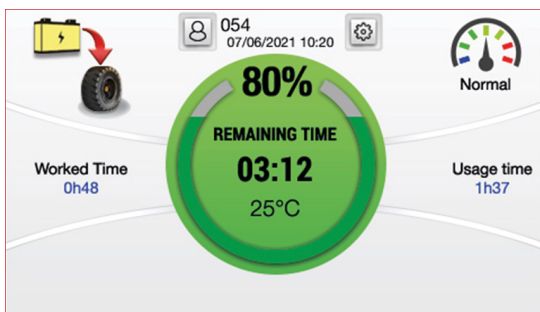 054
07/06/2021 10:20
80%
Normal
REMAINING TIME
03:12
25°C
Worked Time
0h48
Usage time
1h37